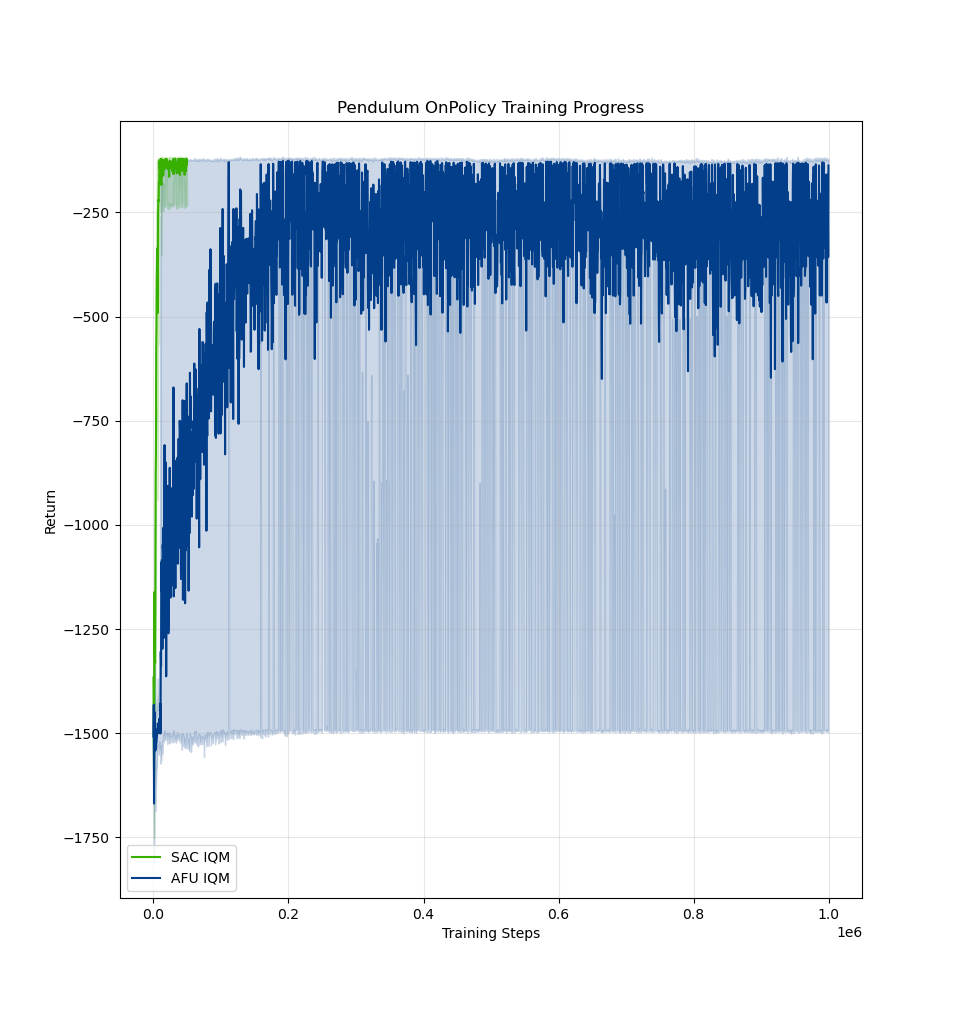 Pendulum OnPolicy Training Progress
Return
−250
−500
−750
−1000
−1250
−1500
−1750
SAC IQM
AFU IQM
0.0 0.2 0.4 0.6 0.8 1.0
1e6
Training Steps